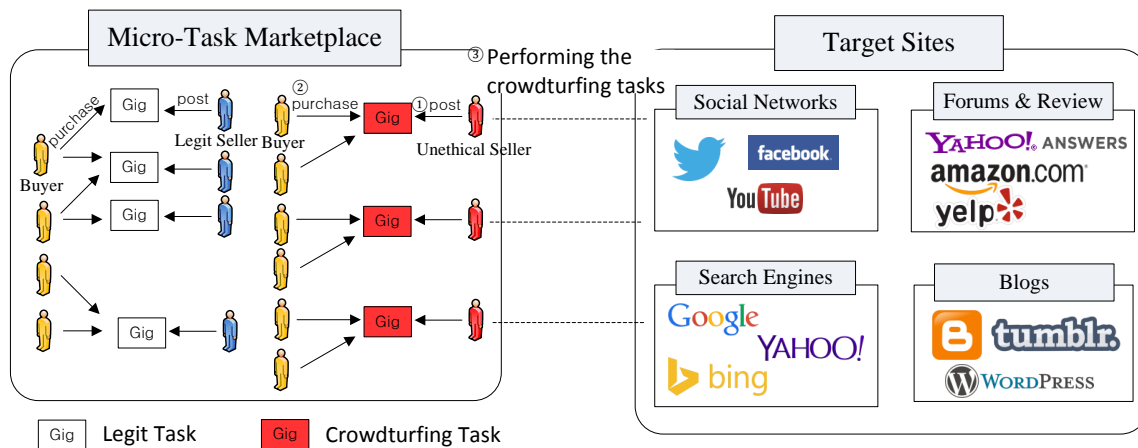 Micro-Task Marketplace
purchase
Gig
post
Legit Seller
Buyer
Gig
Gig
Gig
② purchase
Buyer
Gig
① post
Unethical Seller
Gig
Gig
③ Performing the
crowdturfing tasks
Target Sites
Social Networks
facebook
YouTube
Forums & Review
YAHOO! ANSWERS
amazon.com
yelp
Search Engines
Google
YAHOO!
bing
Blogs
tumblr.
WORDPRESS
Gig Legit Task
Gig Crowdturfing Task